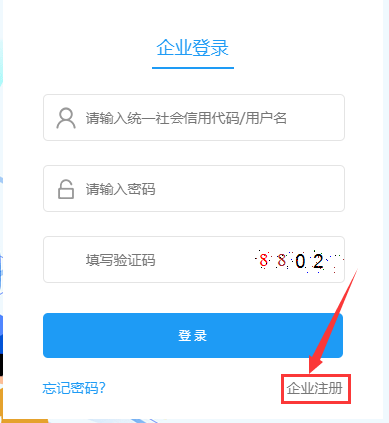 企业登录
请输入统一社会信用代码/用户名
请输入密码
填写验证码 8802
登录
忘记密码? 企业注册